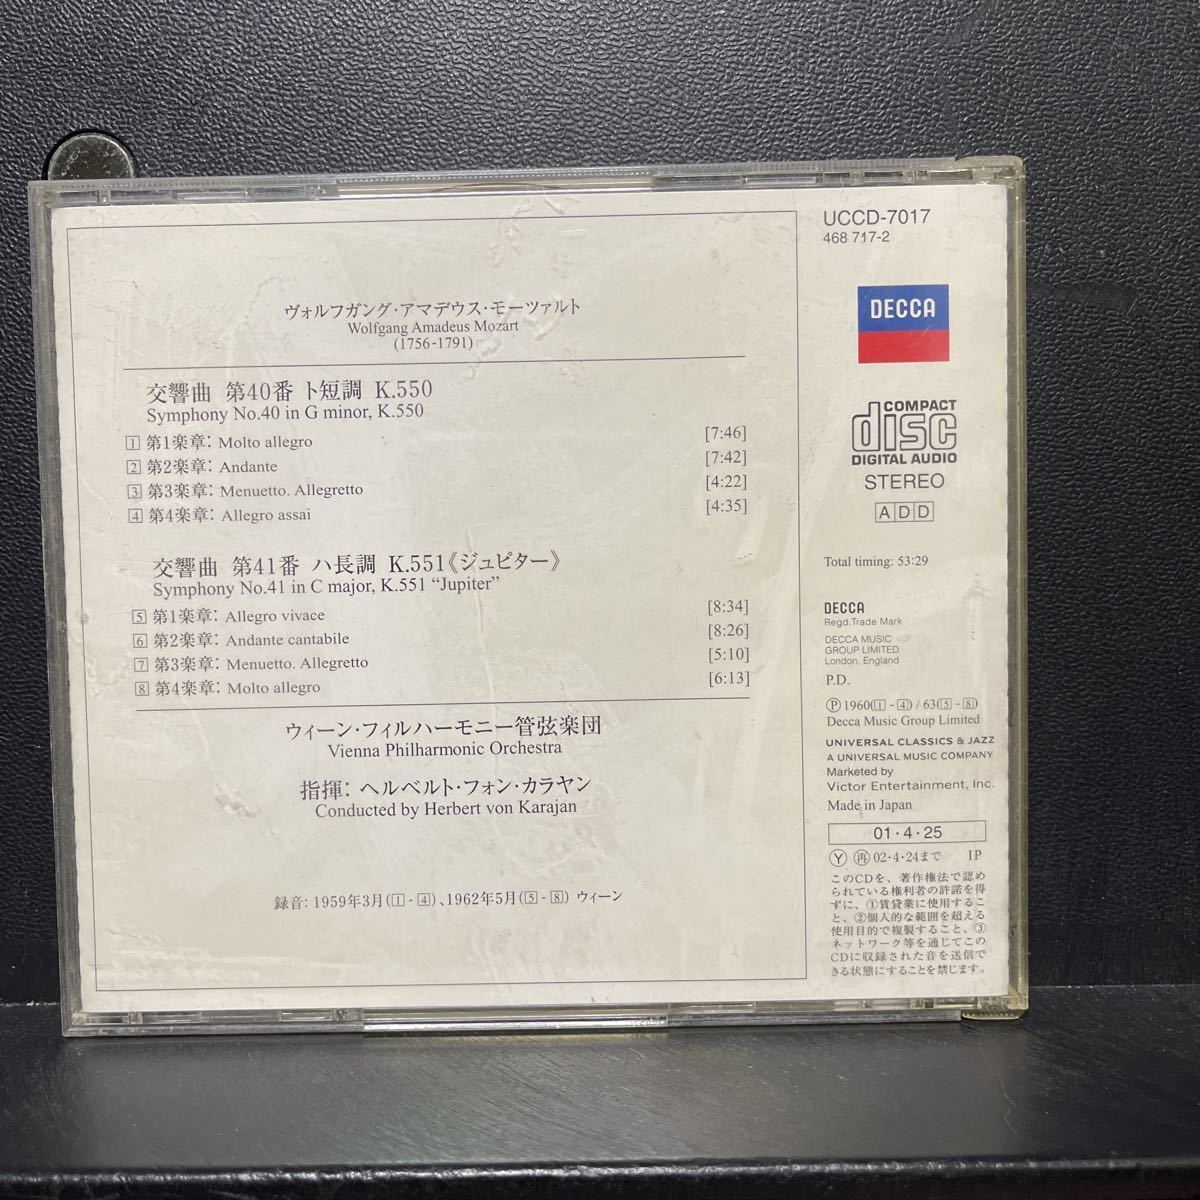 ヴォルフガング・アマデウス・モーツァルト
Wolfgang Amadeus Mozart
(1756-1791)
交響曲 第40番 ト短調 K.550
Symphony No.40 in G minor, K.550
1 第1楽章: Molto allegro [7:46]
2 第2楽章: Andante [7:42]
3 第3楽章: Menuetto. Allegretto [4:22]
4 第4楽章: Allegro assai [4:35]
交響曲 第41番 ハ長調 K.551《ジュピター》
Symphony No.41 in C major, K.551 “Jupiter”
5 第1楽章: Allegro vivace [8:34]
6 第2楽章: Andante cantabile [8:26]
7 第3楽章: Menuetto. Allegretto [5:10]
8 第4楽章: Molto allegro [6:13]
ウィーン・フィルハーモニー管弦楽団
Vienna Philharmonic Orchestra
指揮: ヘルベルト・フォン・カラヤン
Conducted by Herbert von Karajan
録音: 1959年3月(1-4)、1962年5月(5-8) ウィーン
UCCD-7017
468 717-2
DECCA
COMPACT
disc
DIGITAL AUDIO
STEREO
ADD
Total timing: 53:29
DECCA
Regd.Trade Mark
DECCA MUSIC
GROUP LIMITED
London, England
P.D.
Ⓟ 1960(1-4) / 63(5-8)
Decca Music Group Limited
UNIVERSAL CLASSICS & JAZZ
A UNIVERSAL MUSIC COMPANY
Marketed by
Victor Entertainment, Inc.
Made in Japan
01・4・25
Ⓨ 再 02・4・24まで IP
このCDを、著作権法で認め
られている権利者の許諾を得
ずに、①賃貸業に使用するこ
と、②個人的な範囲を超える
使用目的で複製すること、③
ネットワーク等を通じてこの
CDに収録された音を送信で
きる状態にすることを禁じます。